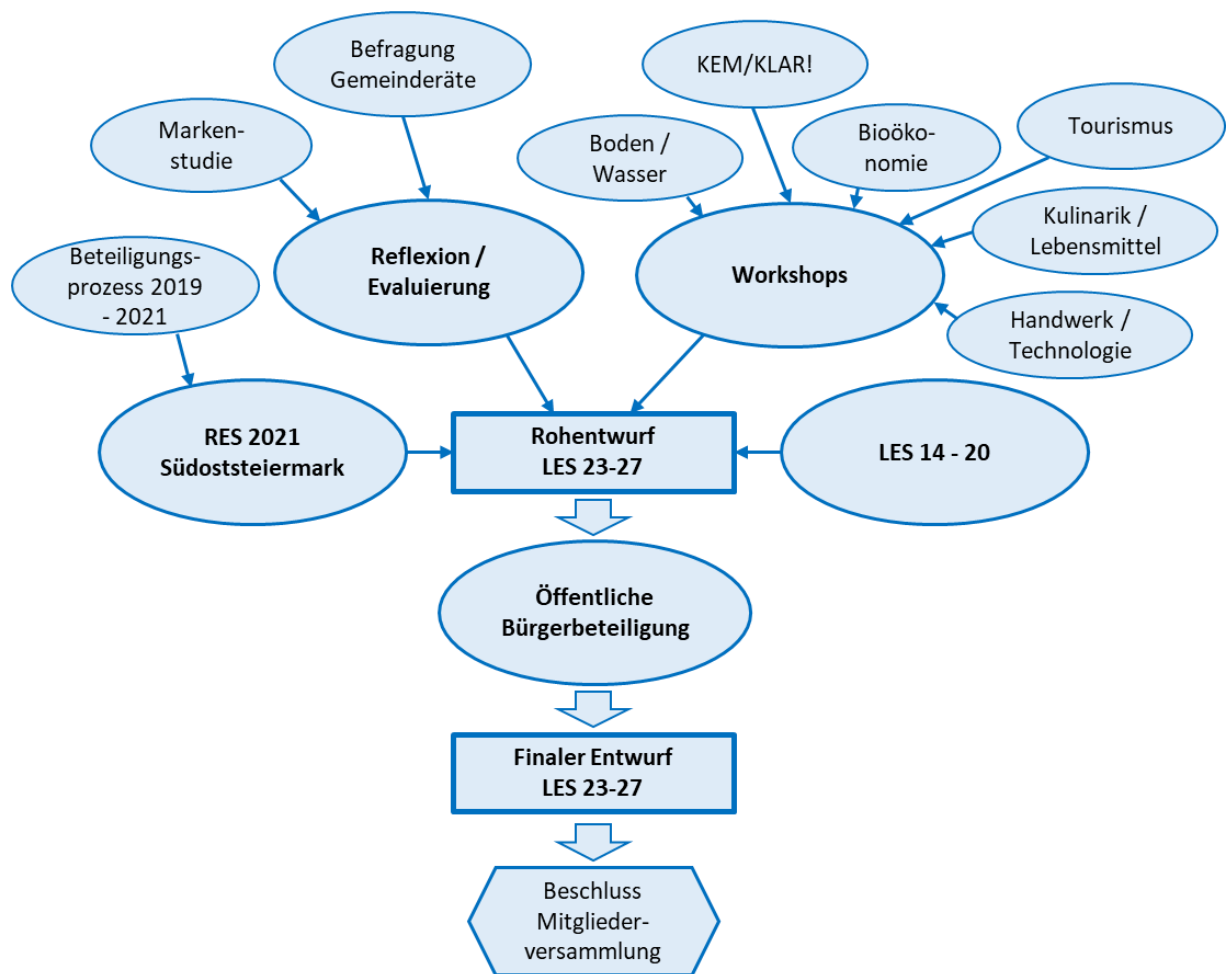 Befragung
Gemeinderäte
KEM/KLAR!
Marken-
studie
Boden /
Wasser
Bioöko-
nomie
Tourismus
Kulinarik /
Lebensmittel
Beteiligungs-
prozess 2019
- 2021
Reflexion /
Evaluierung
Workshops
Handwerk /
Technologie
RES 2021
Südoststeiermark
Rohentwurf
LES 23-27
LES 14 - 20
Öffentliche
Bürgerbeteiligung
Finaler Entwurf
LES 23-27
Beschluss
Mitglieder-
versammlung